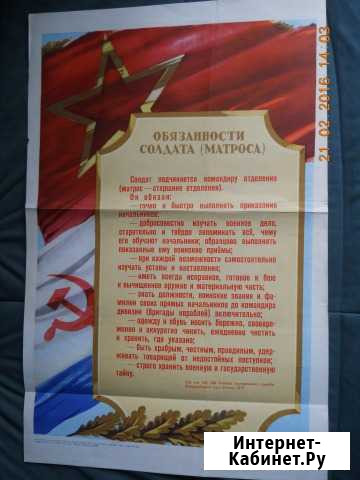 ОБЯЗАННОСТИ
СОЛДАТА (МАТРОСА)
Солдат подчиняется командиру отделения
(матрос — старшине отделения).
Он обязан:
— точно и быстро выполнять приказания
начальников;
— добросовестно изучать военное дело,
старательно и твёрдо запоминать всё, чему
его обучают начальники; образцово выполнять
показанные ему воинские приёмы;
— при каждой возможности самостоятельно
изучать уставы и наставления;
— иметь всегда исправное, готовое к бою
и вычищенное оружие и материальную часть;
— знать должности, воинские звания и фа-
милии своих прямых начальников до командира
дивизии (бригады кораблей) включительно;
— одежду и обувь носить бережно, своевре-
менно и аккуратно чинить, ежедневно чистить
и хранить, где указано;
— быть храбрым, честным, правдивым, удер-
живать товарищей от недостойных поступков;
— строго хранить военную и государственную
тайну.
21 02 2016 14:03
Интернет-
Кабинет.Ру